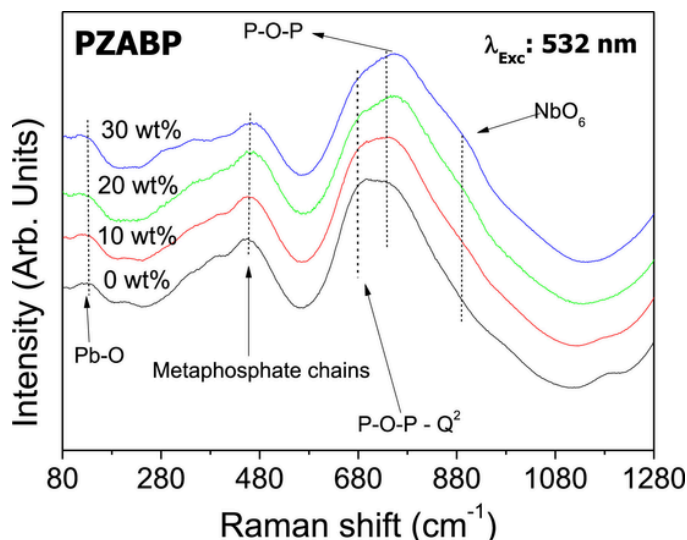 PZABP
P-O-P
λExc: 532 nm
NbO6
30 wt%
20 wt%
10 wt%
0 wt%
Pb-O
Metaphosphate chains
P-O-P - Q²
Intensity (Arb. Units)
80 280 480 680 880 1080 1280
Raman shift (cm⁻¹)